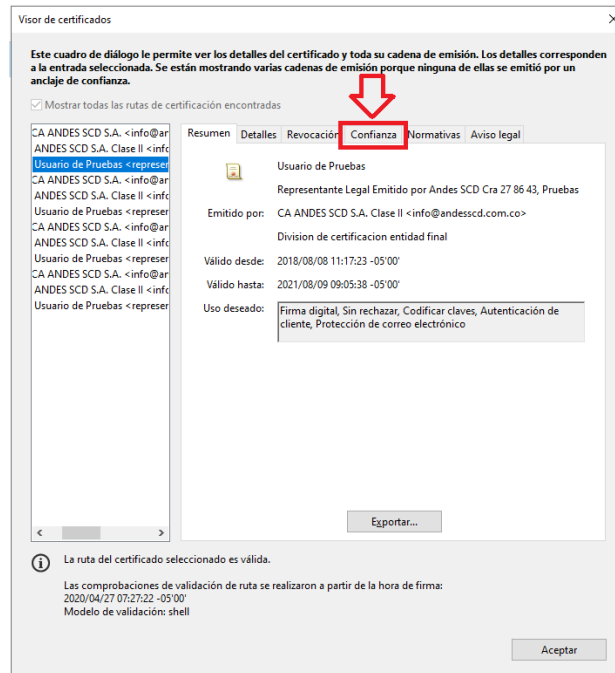 Visor de certificados
Este cuadro de diálogo le permite ver los detalles del certificado y toda su cadena de emisión. Los detalles corresponden
a la entrada seleccionada. Se están mostrando varias cadenas de emisión porque ninguna de ellas se emitió por un
anclaje de confianza.
Mostrar todas las rutas de certificación encontradas
CA ANDES SCD S.A. <info@an
ANDES SCD S.A. Clase II <info
Usuario de Pruebas <represer
CA ANDES SCD S.A. <info@an
ANDES SCD S.A. Clase II <info
Usuario de Pruebas <represer
CA ANDES SCD S.A. <info@an
ANDES SCD S.A. Clase II <info
Usuario de Pruebas <represer
CA ANDES SCD S.A. <info@an
ANDES SCD S.A. Clase II <info
Usuario de Pruebas <represer
Resumen Detalles Revocación Confianza Normativas Aviso legal
Usuario de Pruebas
Representante Legal Emitido por Andes SCD Cra 27 86 43, Pruebas
Emitido por: CA ANDES SCD S.A. Clase II <info@andesscd.com.co>
Division de certificacion entidad final
Válido desde: 2018/08/08 11:17:23 -05'00'
Válido hasta: 2021/08/09 09:05:38 -05'00'
Uso deseado: Firma digital, Sin rechazar, Codificar claves, Autenticación de
cliente, Protección de correo electrónico
Exportar...
La ruta del certificado seleccionado es válida.
Las comprobaciones de validación de ruta se realizaron a partir de la hora de firma:
2020/04/27 07:27:22 -05'00'
Modelo de validación: shell
Aceptar